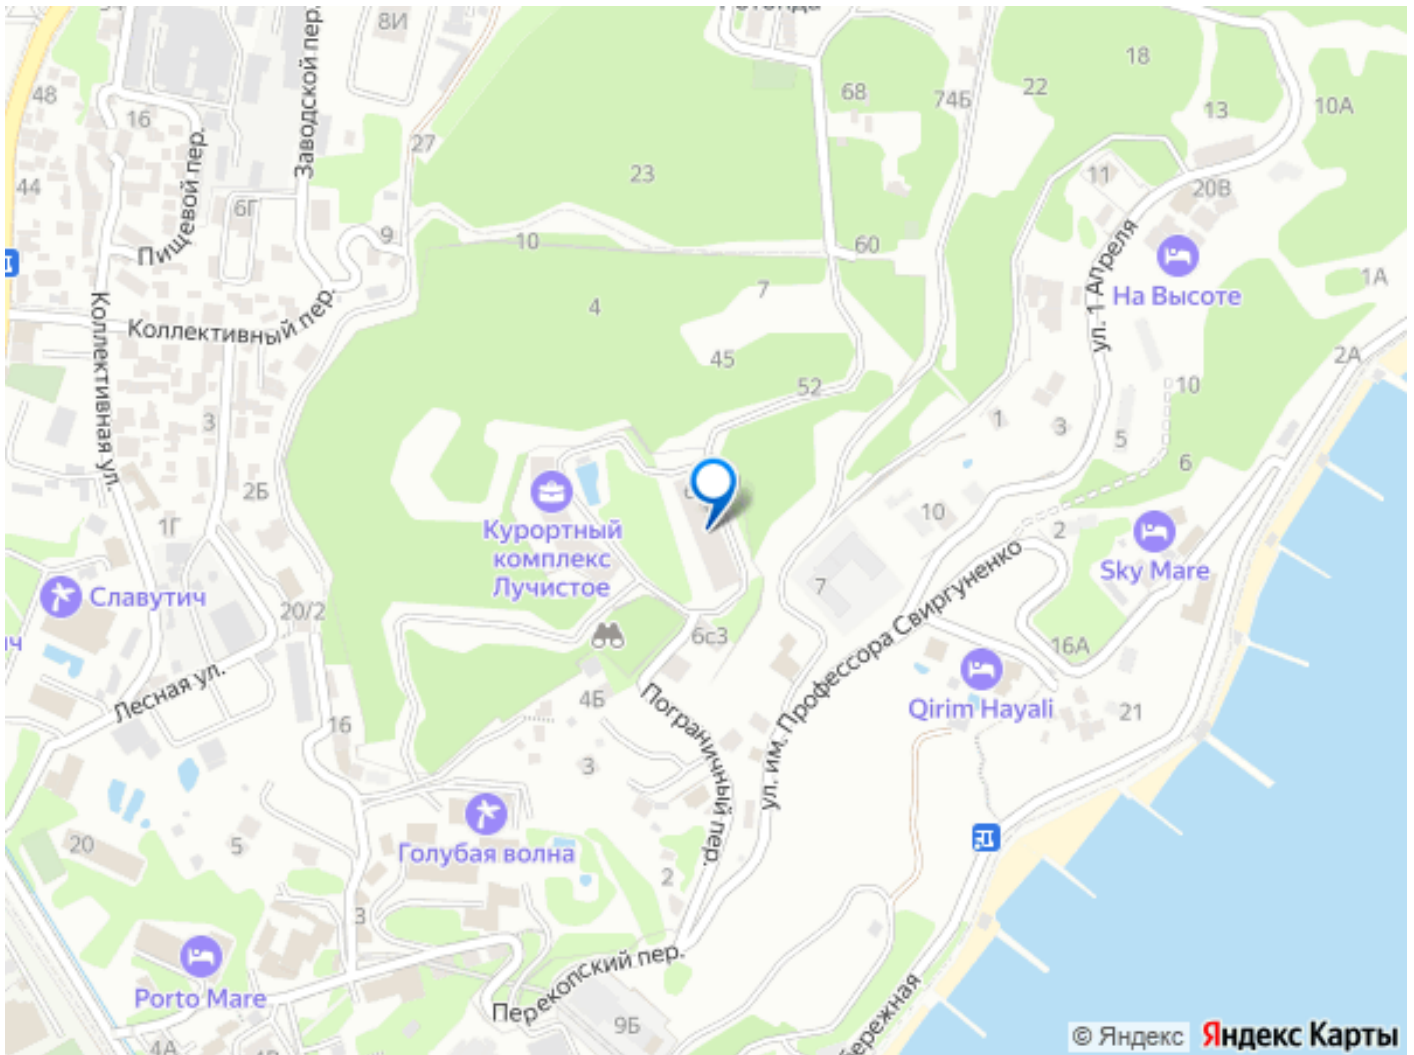 8И
Заводской пер.
48
16
Пищевой пер.
44
6Г
27
9
23
10
68
74Б
22
18
13
10А
11
20В
60
7
4
45
52
ул. 1 Апреля
На Высоте
1А
2А
10
Коллективный пер.
Коллективная ул.
3
2Б
1Г
1
3
5
6
Курортный
комплекс
Лучистое
10
2
Sky Mare
7
ул. им. Профессора Свиргуненко
Славутич
20/2
6с3
16А
Лесная ул.
4Б
Пограничный пер.
Qirim Hayali
21
16
3
20
5
Голубая волна
2
3
Porto Mare
Перекопский пер.
9Б
4А
© Яндекс
Яндекс Карты